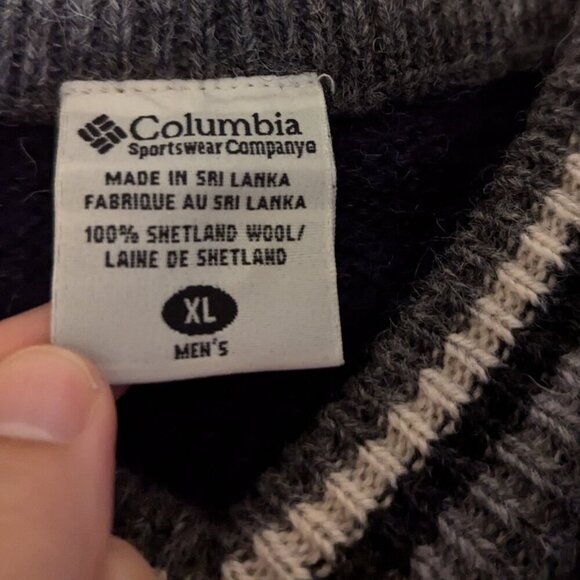 Columbia
Sportswear Company®
MADE IN SRI LANKA
FABRIQUE AU SRI LANKA
100% SHETLAND WOOL/
LAINE DE SHETLAND
XL
MEN'S